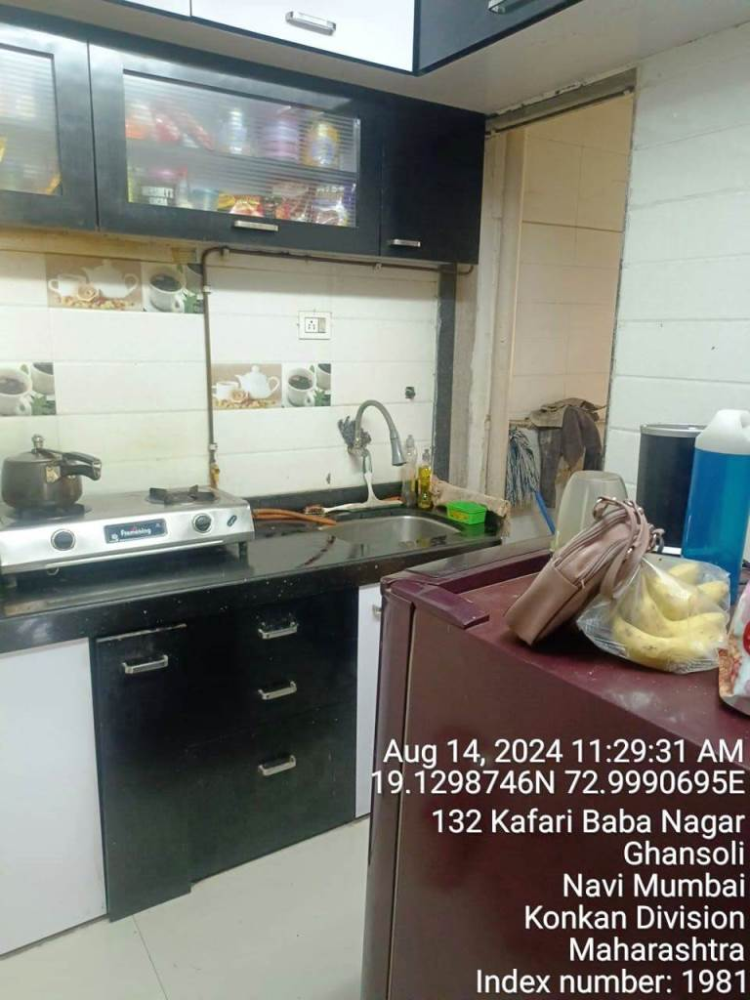 HERSHEY'S
Aug 14, 2024 11:29:31 AM
19.1298746N 72.9990695E
132 Kafari Baba Nagar
Ghansoli
Navi Mumbai
Konkan Division
Maharashtra
Index number: 1981